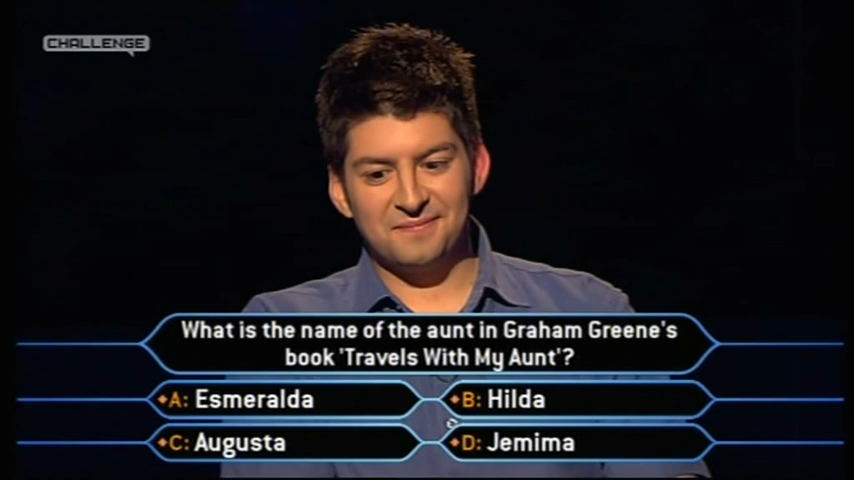 CHALLENGE
What is the name of the aunt in Graham Greene's
book 'Travels With My Aunt'?
A: Esmeralda
B: Hilda
C: Augusta
D: Jemima